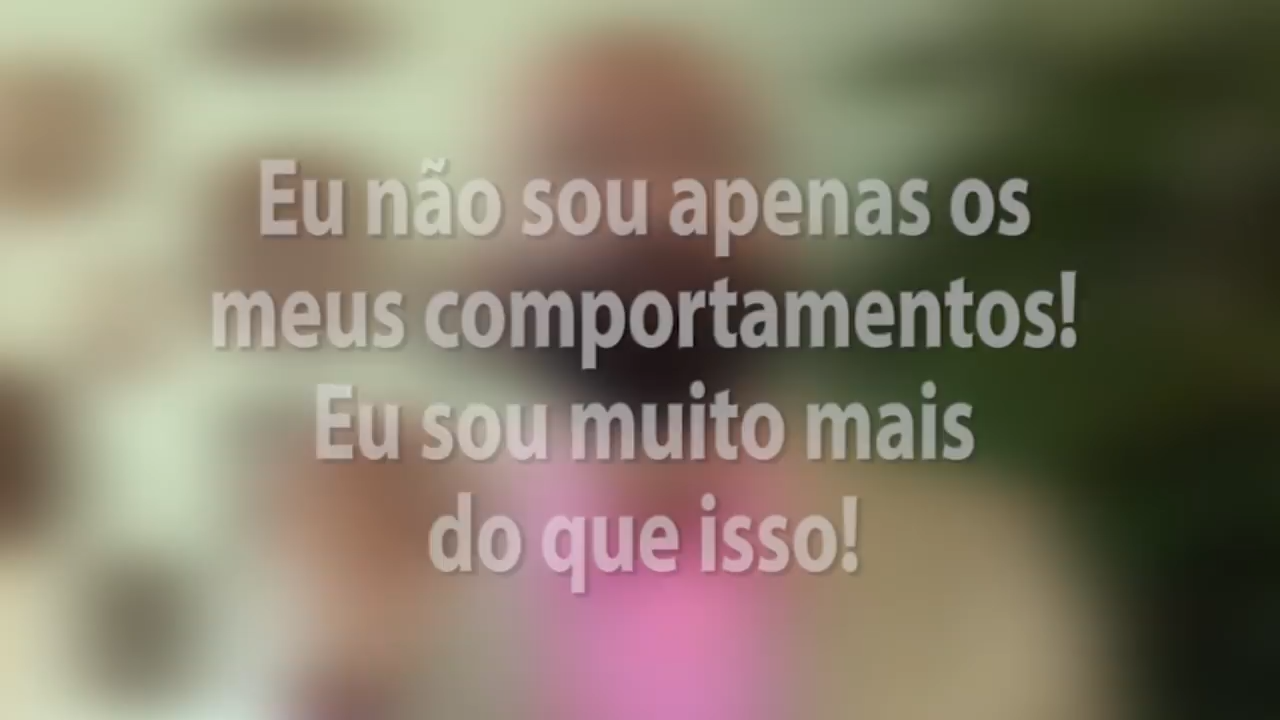 Eu não sou apenas os
meus comportamentos!
Eu sou muito mais
do que isso!